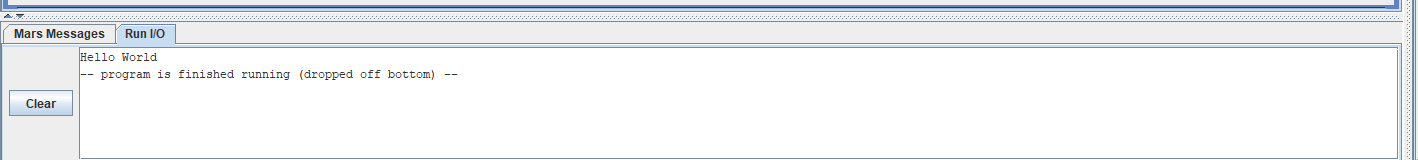 Mars Messages Run I/O
Hello World
-- program is finished running (dropped off bottom) --
Clear